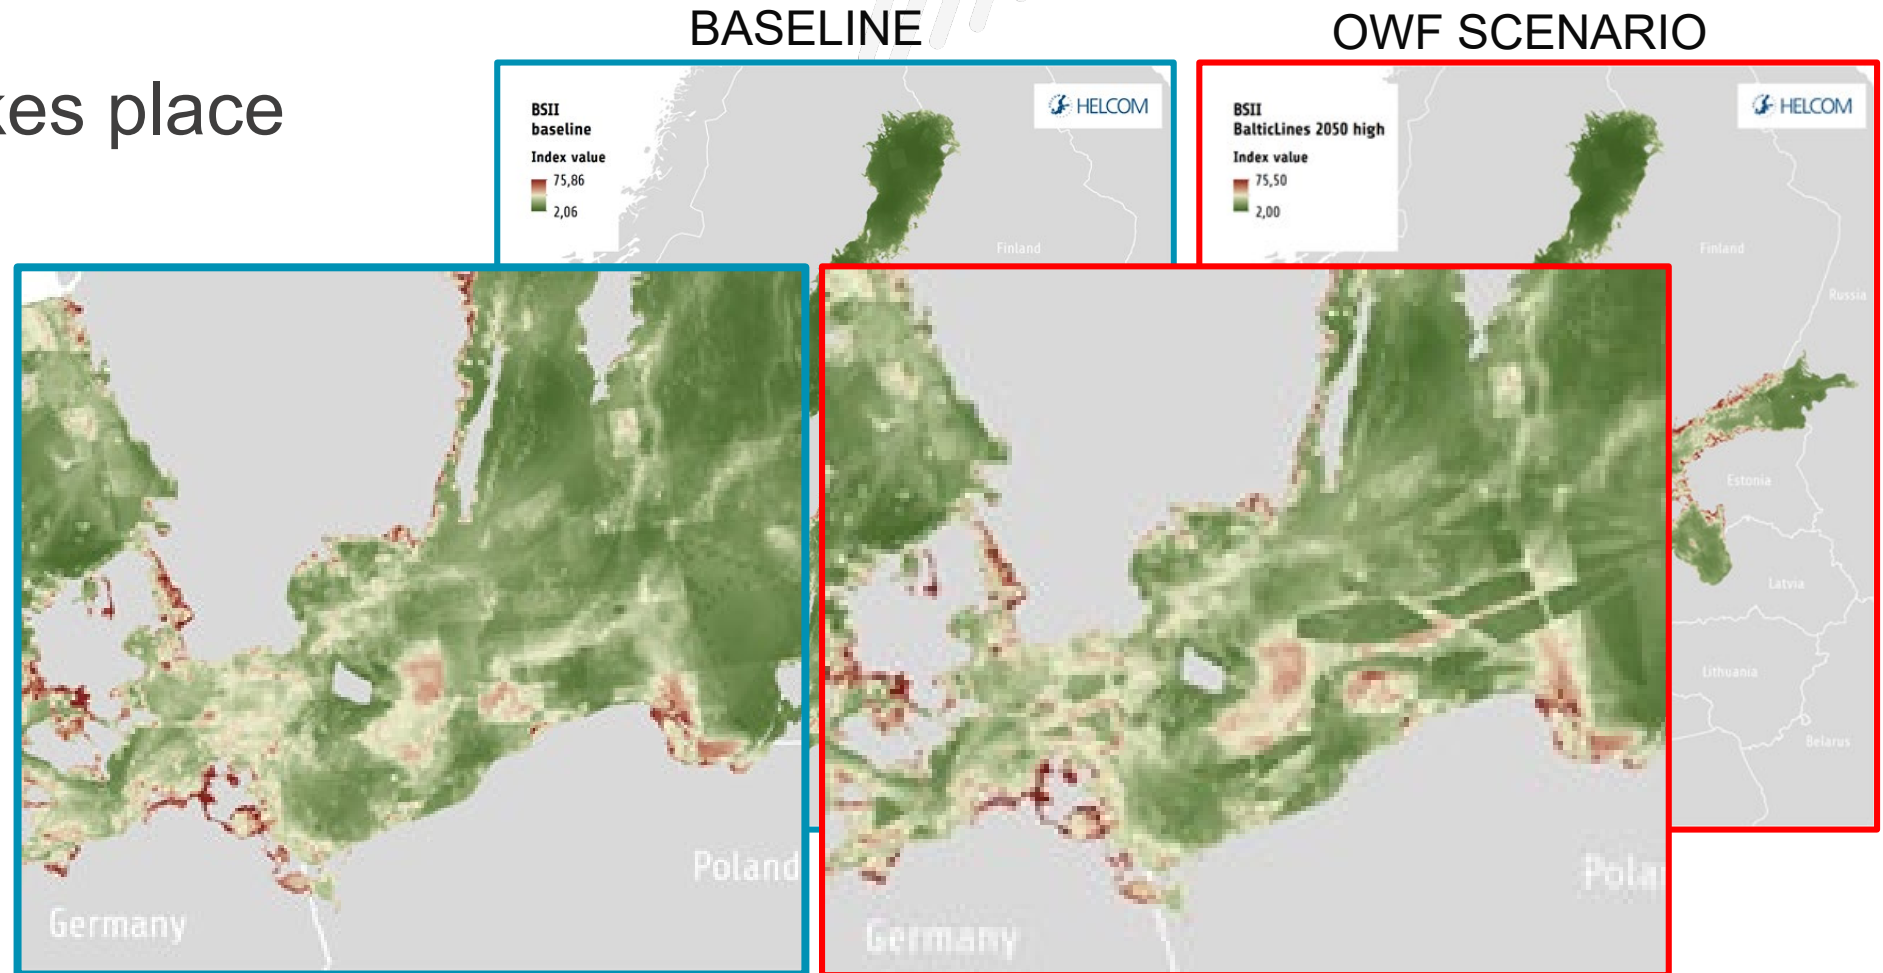 BASELINE
OWF SCENARIO
kes place
BSII
baseline
Index value
75,86
2,06
HELCOM
Finland
BSII
BalticLines 2050 high
Index value
75,50
2,00
HELCOM
Finland
Russia
Estonia
Latvia
Lithuania
Belarus
Poland
Germany
Pola
Germany